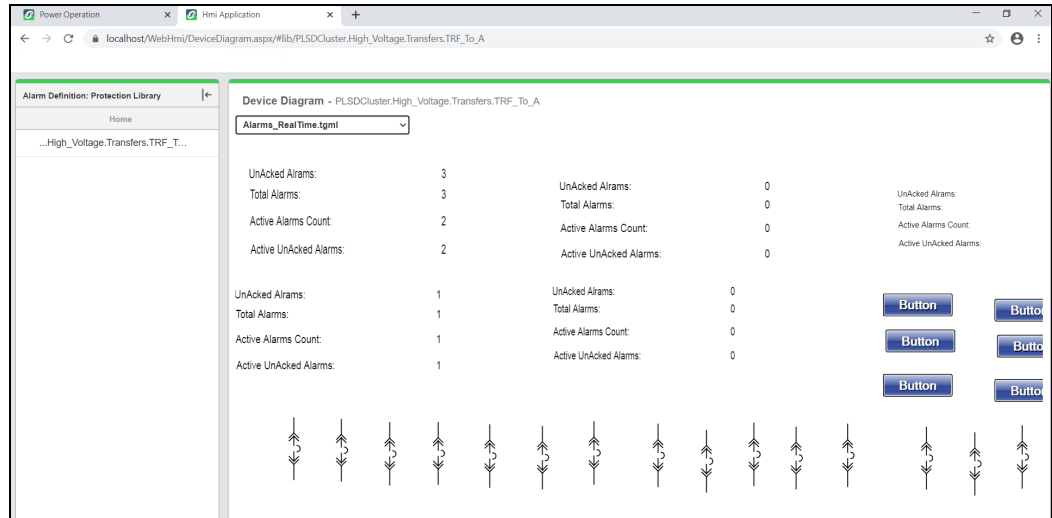 Power Operation
Hmi Application
localhost/WebHmi/DeviceDiagram.aspx/#lib/PLSDCluster.High_Voltage.Transfers.TRF_To_A
Alarm Definition: Protection Library
Home
...High_Voltage.Transfers.TRF_T...
Device Diagram - PLSDCluster.High_Voltage.Transfers.TRF_To_A
Alarms_RealTime.tgml
UnAcked Alrams: 3
Total Alarms: 3
Active Alarms Count: 2
Active UnAcked Alarms: 2
UnAcked Alrams: 0
Total Alarms: 0
Active Alarms Count: 0
Active UnAcked Alarms: 0
UnAcked Alrams:
Total Alarms:
Active Alarms Count:
Active UnAcked Alarms:
UnAcked Alrams: 1
Total Alarms: 1
Active Alarms Count: 1
Active UnAcked Alarms: 1
UnAcked Alrams: 0
Total Alarms: 0
Active Alarms Count: 0
Active UnAcked Alarms: 0
Button Butto
Button Butto
Button Butto